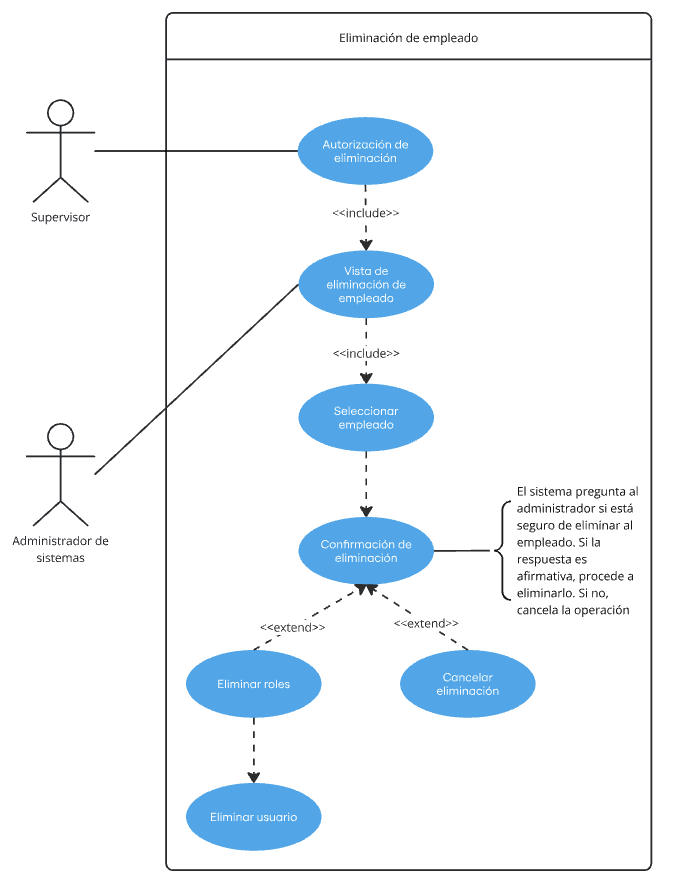 Eliminación de empleado
Autorización de
eliminación
Supervisor
<<include>>
Vista de
eliminación de
empleado
<<include>>
Seleccionar
empleado
Administrador de
sistemas
Confirmación de
eliminación
El sistema pregunta al
administrador si está
seguro de eliminar al
empleado. Si la
respuesta es
afirmativa, procede a
eliminarlo. Si no,
cancela la operación
<<extend>>
<<extend>>
Eliminar roles
Cancelar
eliminación
Eliminar usuario